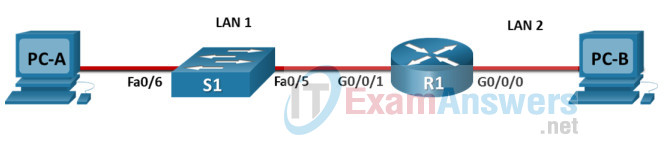 LAN 1
LAN 2
PC-A
Fa0/6
S1
Fa0/5
G0/0/1
R1
G0/0/0
PC-B
ITExamAnswers
.net